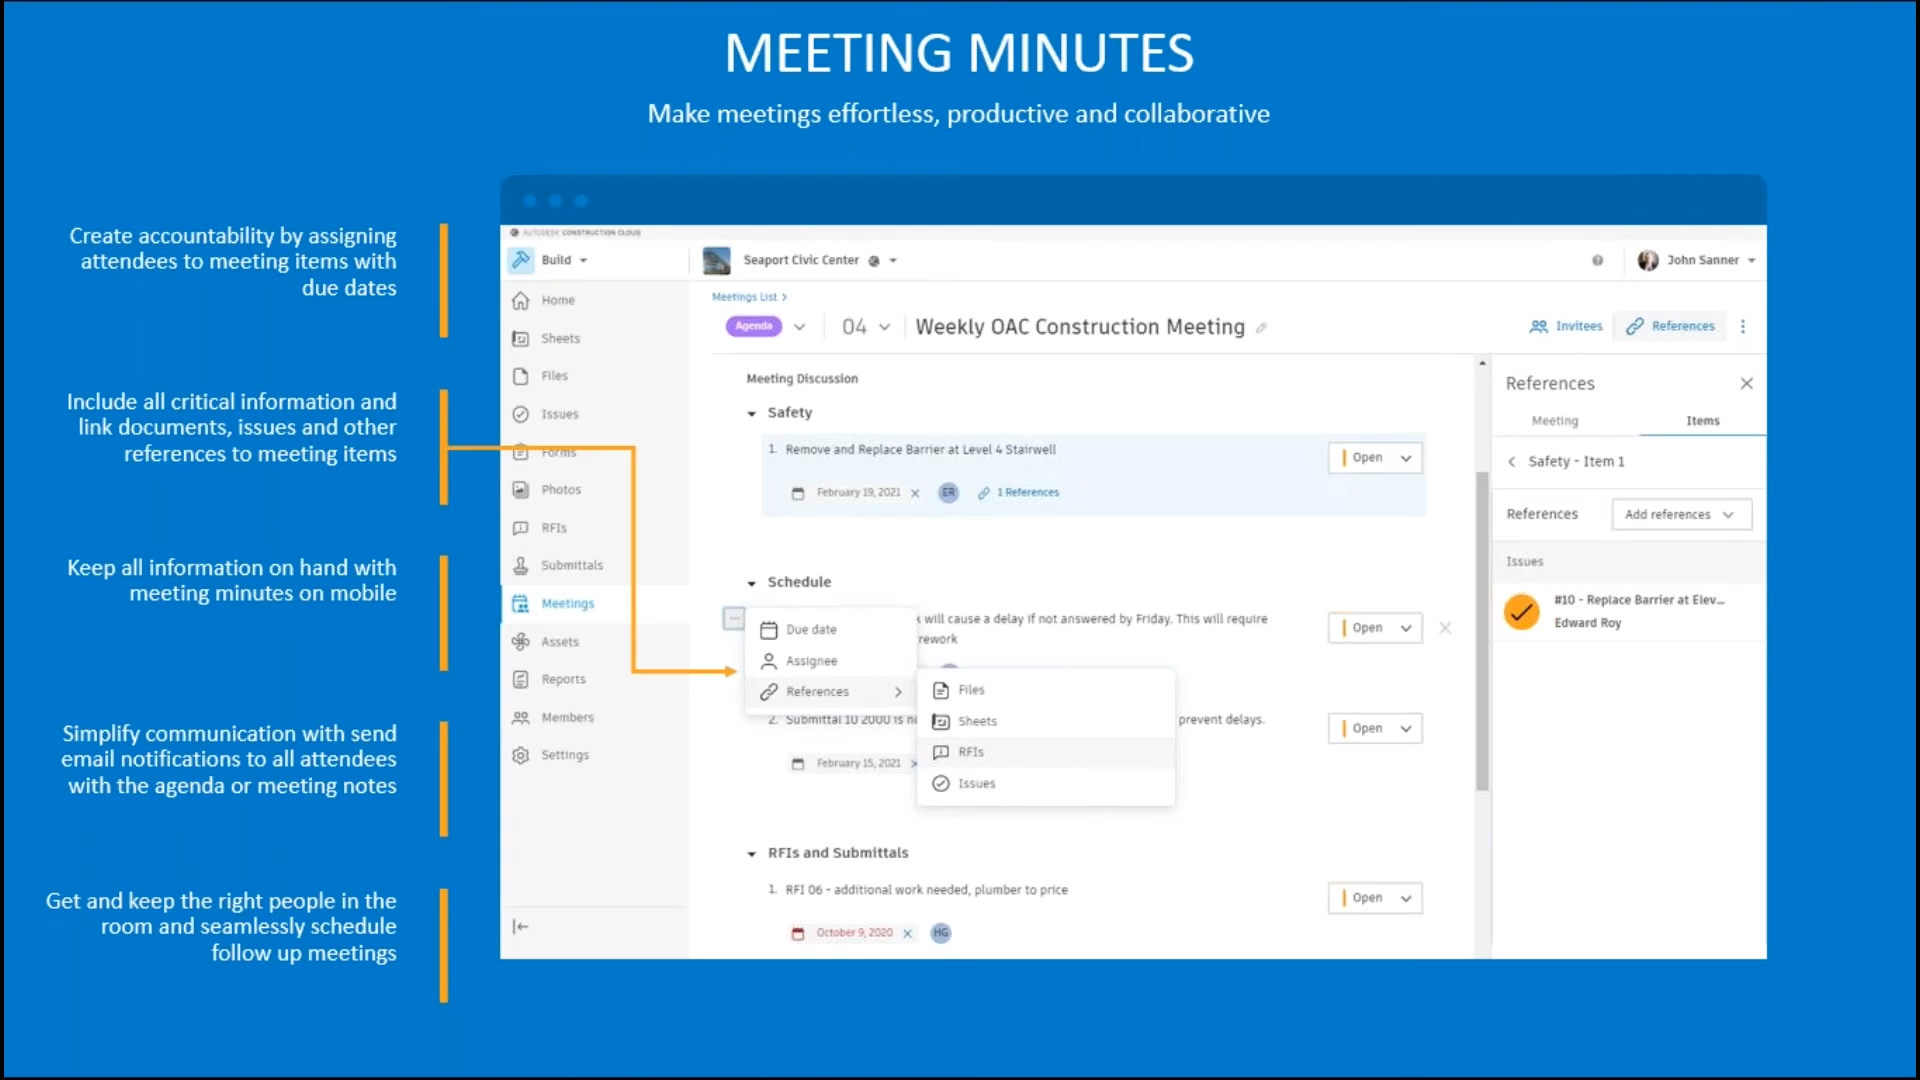 MEETING MINUTES
Make meetings effortless, productive and collaborative
Create accountability by assigning
attendees to meeting items with
due dates
Include all critical information and
link documents, issues and other
references to meeting items
Keep all information on hand with
meeting minutes on mobile
Simplify communication with send
email notifications to all attendees
with the agenda or meeting notes
Get and keep the right people in the
room and seamlessly schedule
follow up meetings
AUTODESK CONSTRUCTION CLOUD
Build
Seaport Civic Center
John Sanner
Home
Sheets
Files
Issues
Forms
Photos
RFIs
Submittals
Meetings
Assets
Reports
Members
Settings
Meetings List >
Agenda
04
Weekly OAC Construction Meeting
Invitees
References
Meeting Discussion
Safety
1. Remove and Replace Barrier at Level 4 Stairwell
Open
February 19, 2021
ER
1 References
Schedule
will cause a delay if not answered by Friday. This will require
rework
Open
Due date
Assignee
References
Files
Sheets
RFIs
Issues
2. Submittal 10 2000 is
prevent delays.
Open
February 15, 2021
RFIs and Submittals
1. RFI 06 - additional work needed, plumber to price
Open
October 9, 2020
HG
References
Meeting
Items
Safety - Item 1
References
Add references
Issues
#10 - Replace Barrier at Elev...
Edward Roy